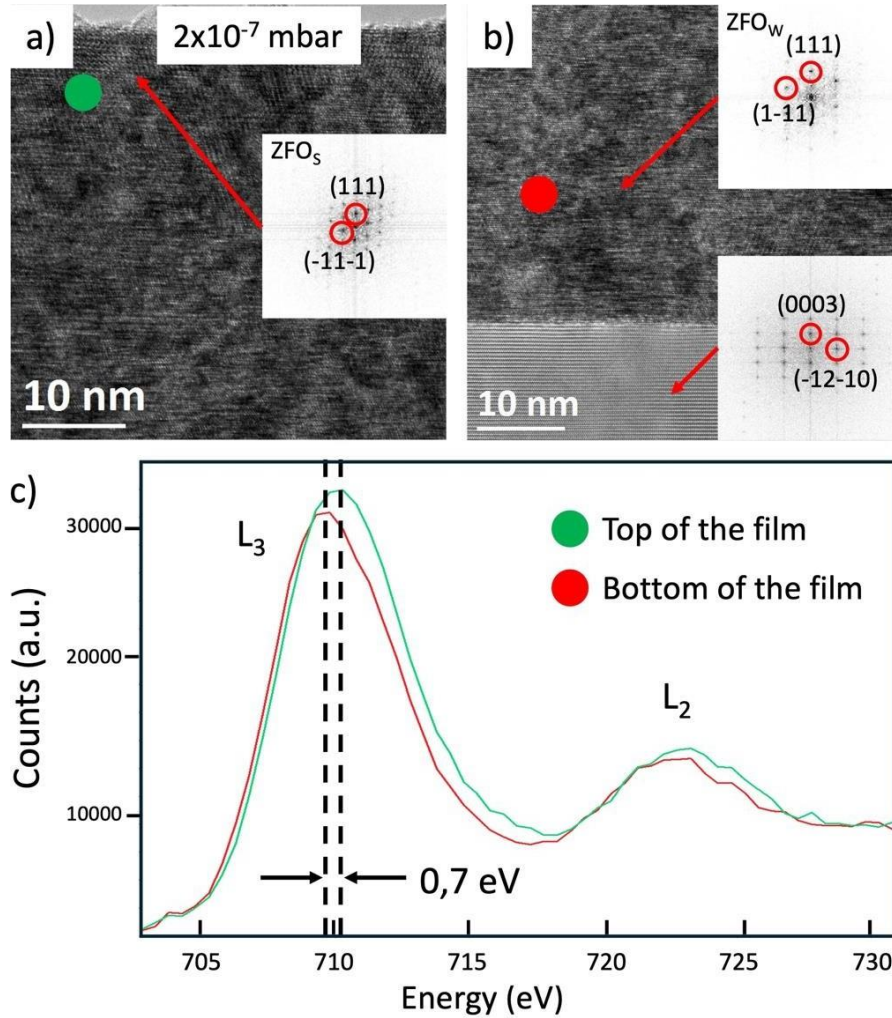 a)
2x10⁻⁷ mbar
ZFOₛ
(111)
(-11-1)
10 nm
b)
ZFO_W
(111)
(1-11)
(0003)
(-12-10)
10 nm
c)
L₃
Top of the film
Bottom of the film
L₂
0,7 eV
Counts (a.u.)
30000
20000
10000
705
710
715
720
725
730
Energy (eV)